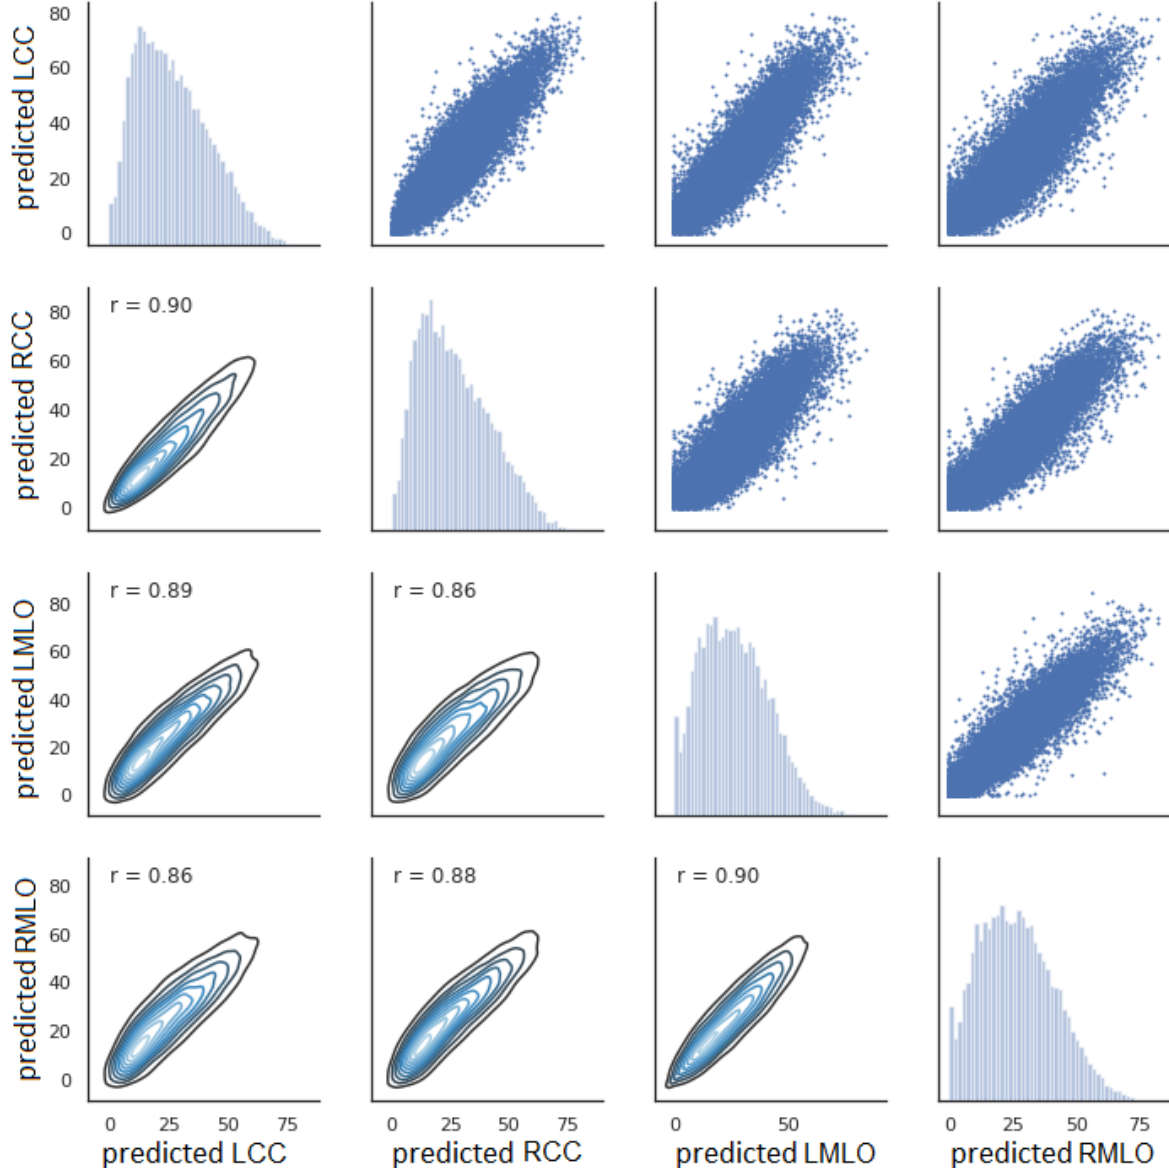 predicted LCC
80
60
40
20
0
predicted RCC
80
60
40
20
0
r = 0.90
predicted LMLO
80
60
40
20
0
r = 0.89
r = 0.86
predicted RMLO
80
60
40
20
0
r = 0.86
r = 0.88
r = 0.90
0 25 50 75
0 25 50 75
0 50
0 25 50 75
predicted LCC
predicted RCC
predicted LMLO
predicted RMLO